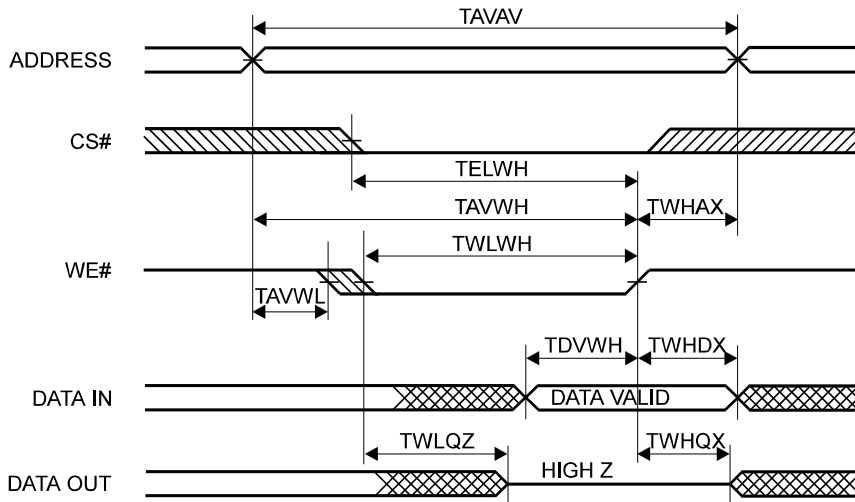 TAVAV
ADDRESS
CS#
TELWH
TAVWH
TWHAX
TWLWH
WE#
TAVWL
TDVWH
TWHDX
DATA IN
DATA VALID
TWLQZ
TWHQX
HIGH Z
DATA OUT